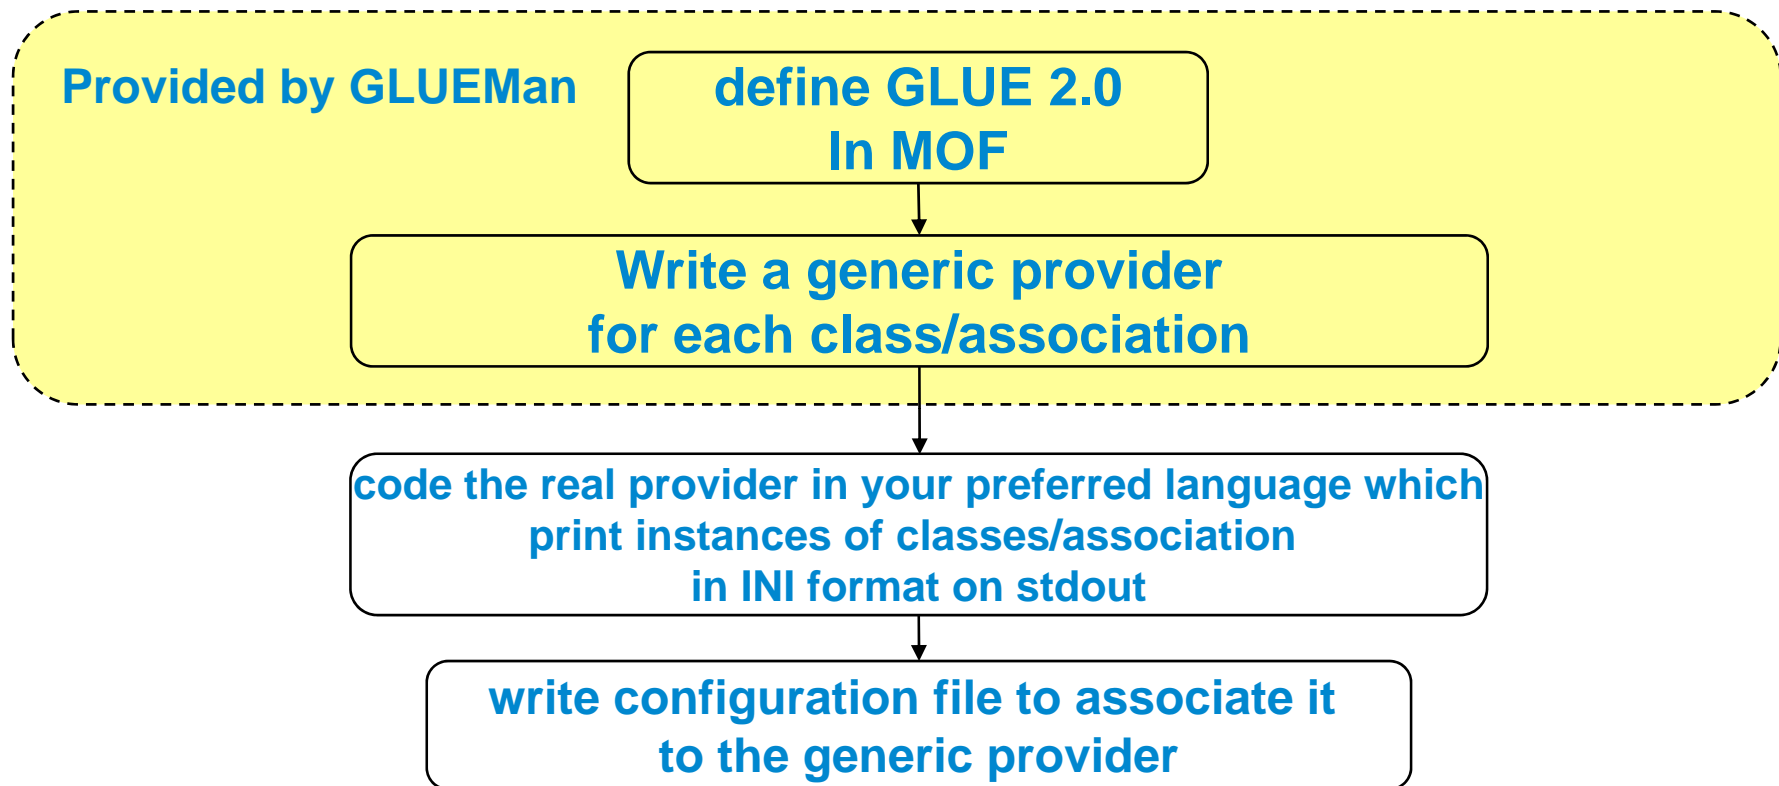 Provided by GLUEMan
define GLUE 2.0
In MOF
Write a generic provider
for each class/association
code the real provider in your preferred language which
print instances of classes/association
in INI format on stdout
write configuration file to associate it
to the generic provider